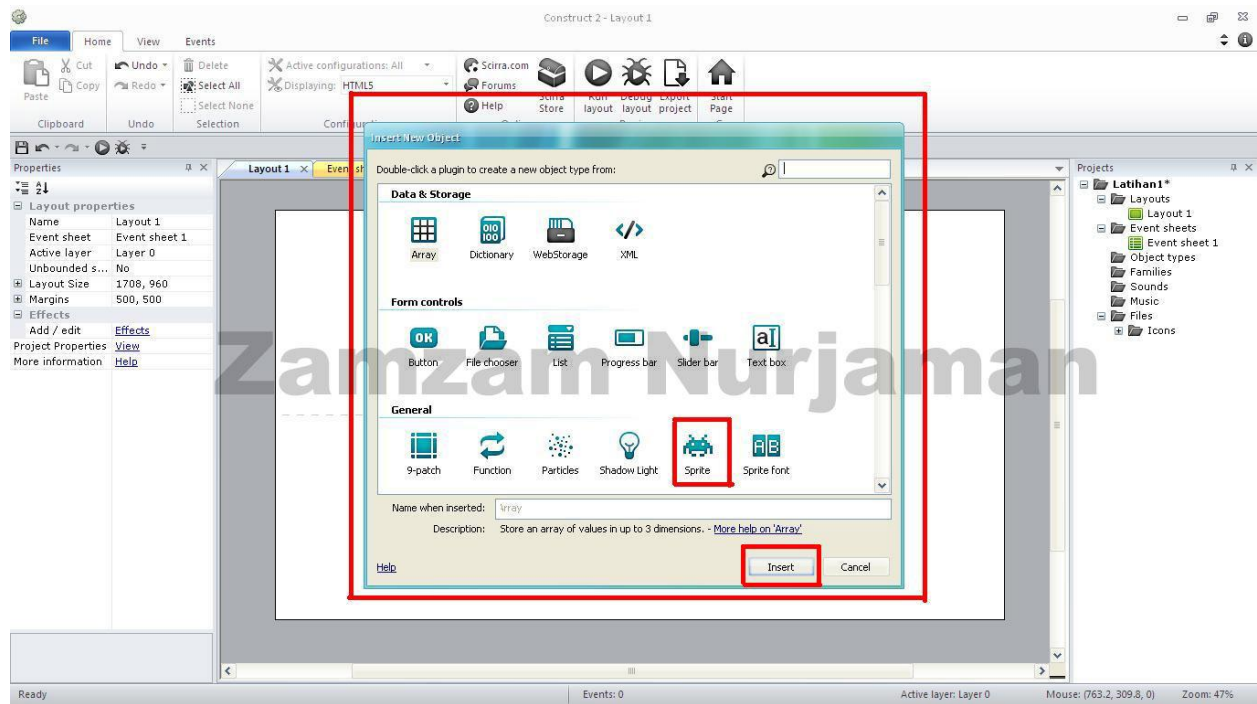 Construct 2 - Layout 1
File Home View Events
Paste
Cut
Copy
Clipboard
Undo
Redo
Undo
Delete
Select All
Select None
Selection
Active configurations: All
Displaying: HTML5
Scirra.com
Forums
Help
Store
Run layout
Debug layout
Export project
Start Page
Properties
Layout properties
Name Layout 1
Event sheet Event sheet 1
Active layer Layer 0
Unbounded s... No
Layout Size 1708, 960
Margins 500, 500
Effects
Add / edit Effects
Project Properties View
More information Help
Layout 1
Insert New Object
Double-click a plugin to create a new object type from:
Data & Storage
Array Dictionary WebStorage XML
Form controls
Button File chooser List Progress bar Slider bar Text box
General
9-patch Function Particles Shadow Light Sprite Sprite font
Name when inserted: Array
Description: Store an array of values in up to 3 dimensions. - More help on 'Array'
Help
Insert Cancel
Zamzam Nurjaman
Projects
Latihan1*
Layouts
Layout 1
Event sheets
Event sheet 1
Object types
Families
Sounds
Music
Files
Icons
Ready
Events: 0
Active layer: Layer 0
Mouse: (763.2, 309.8, 0)
Zoom: 47%